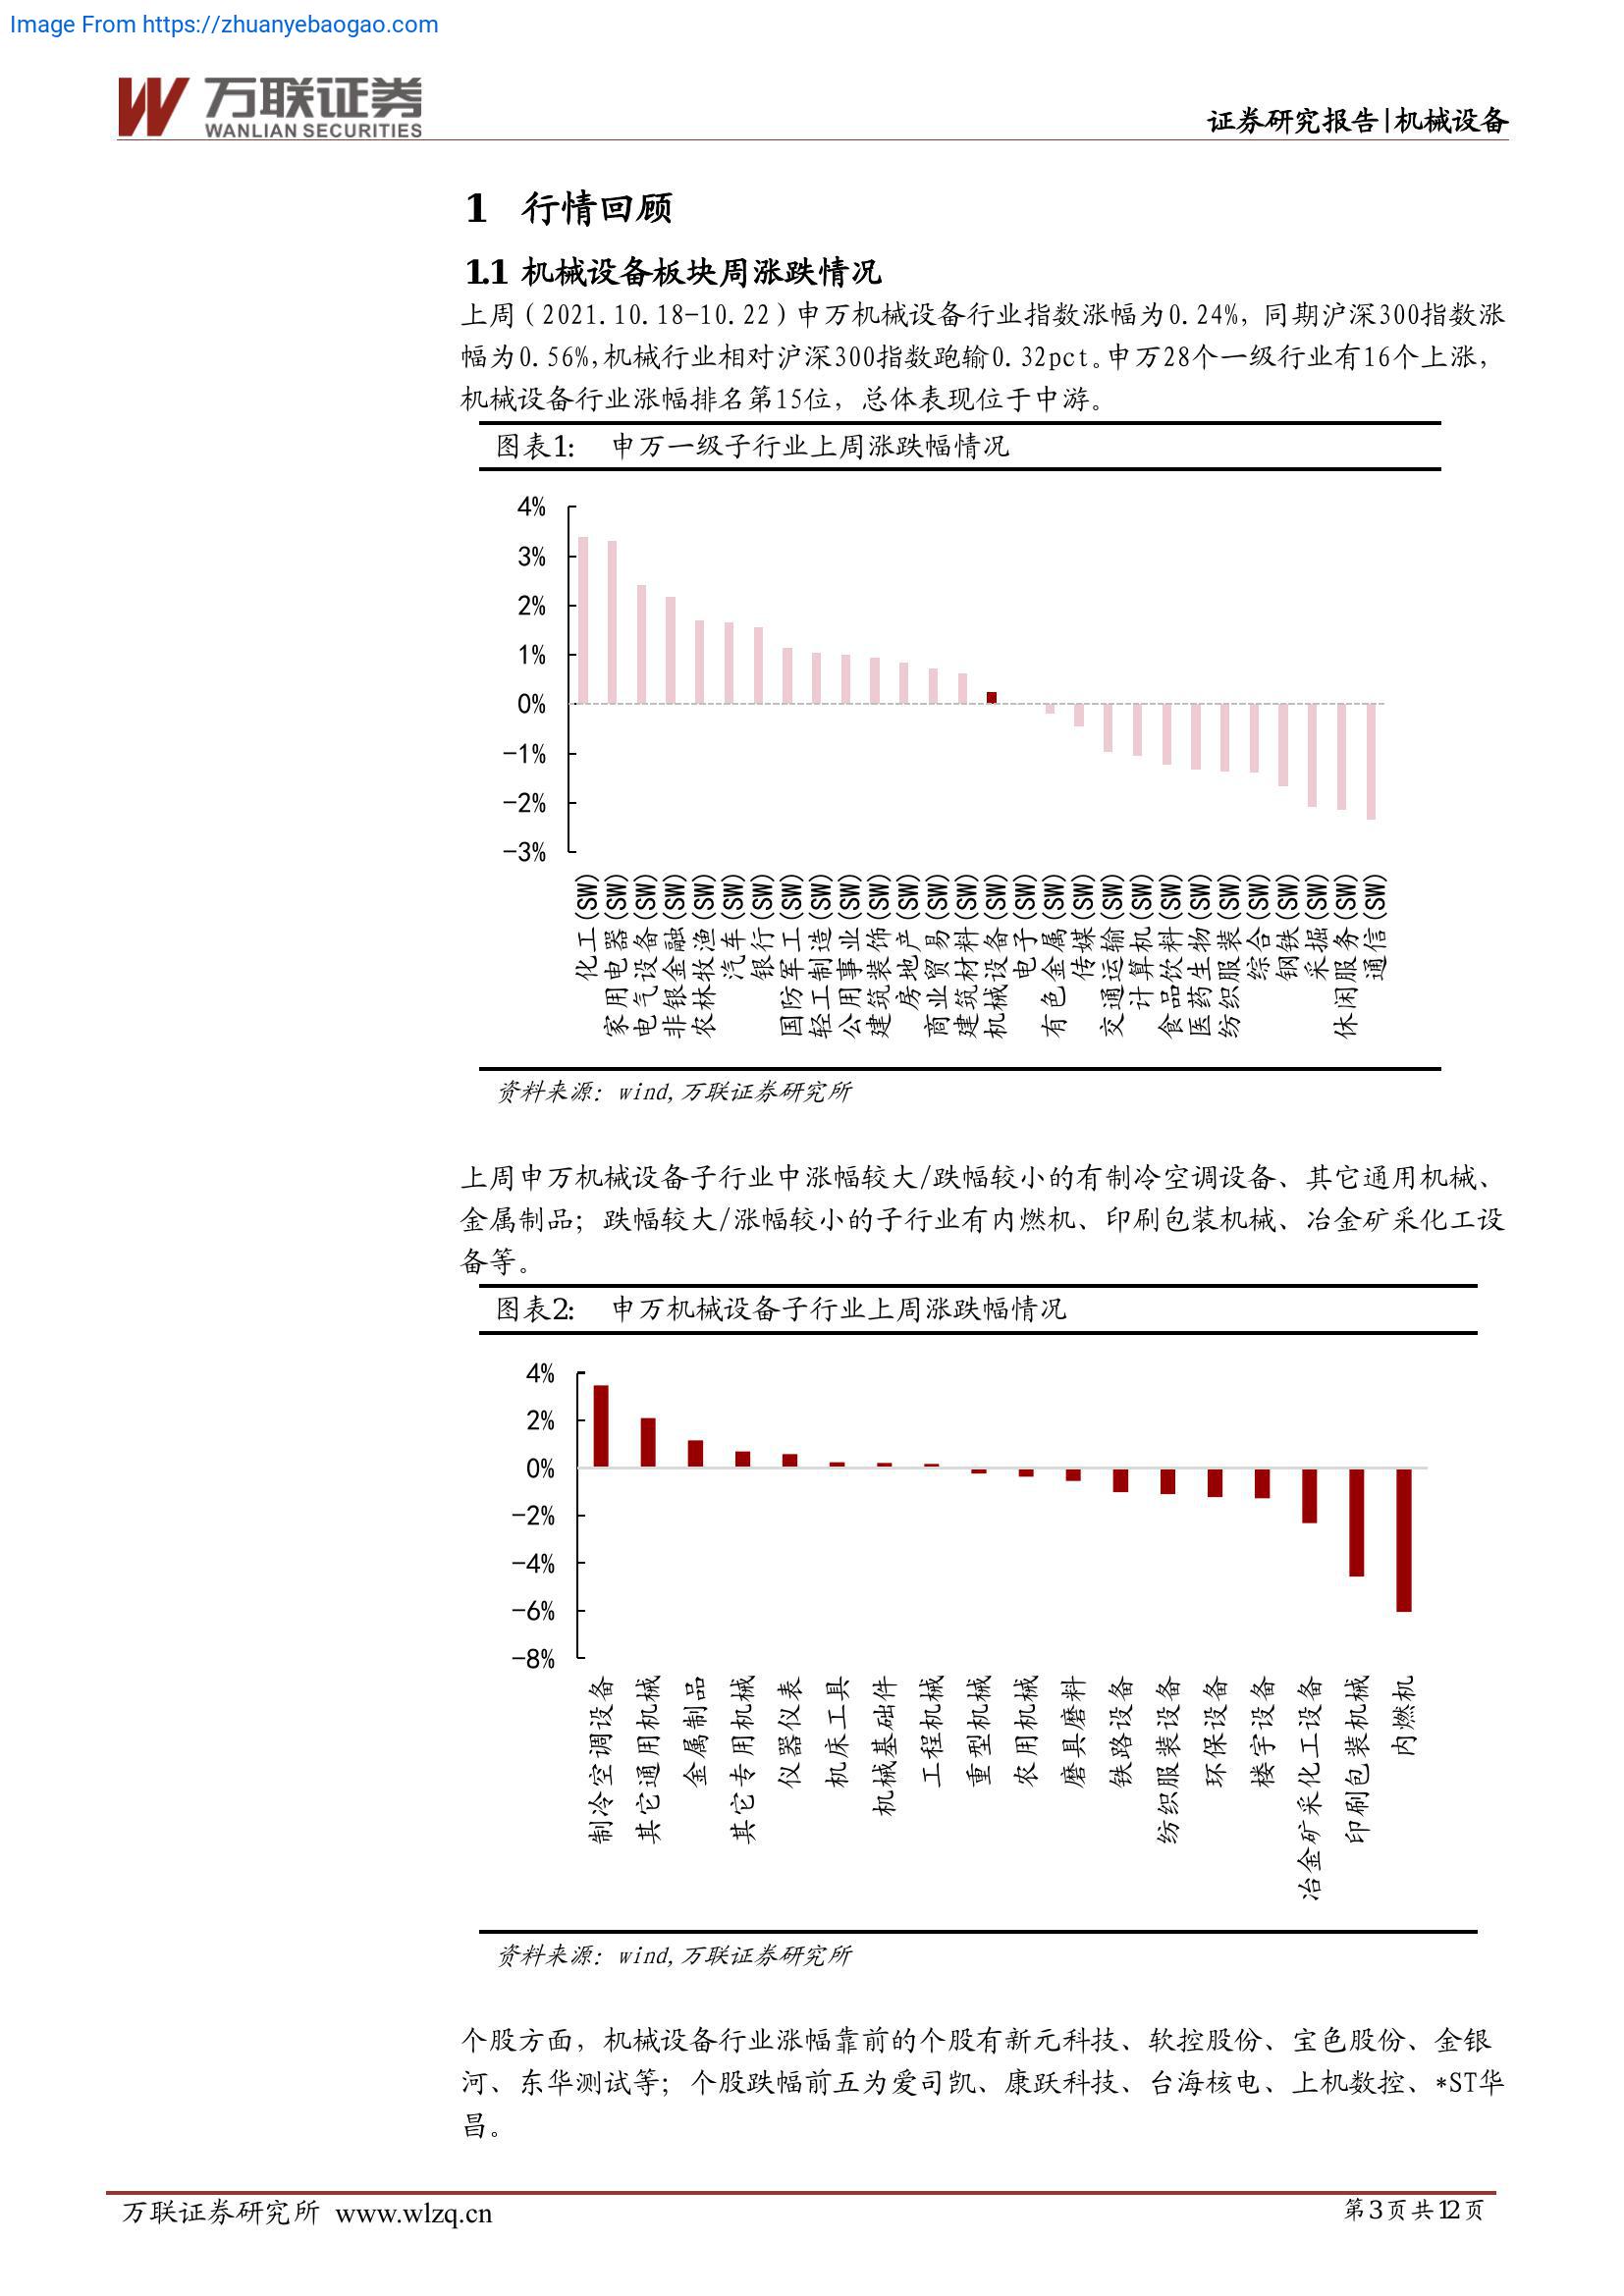 Image From https://zhuanyebaogao.com
万联证券
WANLIAN SECURITIES
证券研究报告|机械设备
1 行情回顾
1.1 机械设备板块周涨跌情况
上周（2021.10.18-10.22）申万机械设备行业指数涨幅为0.24%，同期沪深300指数涨
幅为0.56%，机械行业相对沪深300指数跑输0.32pct。申万28个一级行业有16个上涨，
机械设备行业涨幅排名第15位，总体表现位于中游。
图表1： 申万一级子行业上周涨跌幅情况
4%
3%
2%
1%
0%
-1%
-2%
-3%
化工(SW)
家用电器(SW)
电气设备(SW)
非银金融(SW)
农林牧渔(SW)
汽车(SW)
银行(SW)
国防军工(SW)
轻工制造(SW)
公用事业(SW)
建筑装饰(SW)
房地产(SW)
商业贸易(SW)
建筑材料(SW)
机械设备(SW)
电子(SW)
有色金属(SW)
传媒(SW)
交通运输(SW)
计算机(SW)
食品饮料(SW)
医药生物(SW)
纺织服装(SW)
综合(SW)
钢铁(SW)
采掘(SW)
休闲服务(SW)
通信(SW)
资料来源：wind,万联证券研究所
上周申万机械设备子行业中涨幅较大/跌幅较小的有制冷空调设备、其它通用机械、
金属制品；跌幅较大/涨幅较小的子行业有内燃机、印刷包装机械、冶金矿采化工设
备等。
图表2： 申万机械设备子行业上周涨跌幅情况
4%
2%
0%
-2%
-4%
-6%
-8%
制冷空调设备
其它通用机械
金属制品
其它专用机械
仪器仪表
机床工具
机械基础件
工程机械
重型机械
农用机械
磨具磨料
铁路设备
纺织服装设备
环保设备
楼宇设备
冶金矿采化工设备
印刷包装机械
内燃机
资料来源：wind,万联证券研究所
个股方面，机械设备行业涨幅靠前的个股有新元科技、软控股份、宝色股份、金银
河、东华测试等；个股跌幅前五为爱司凯、康跃科技、台海核电、上机数控、*ST华
昌。
万联证券研究所 www.wlzq.cn
第3页共12页